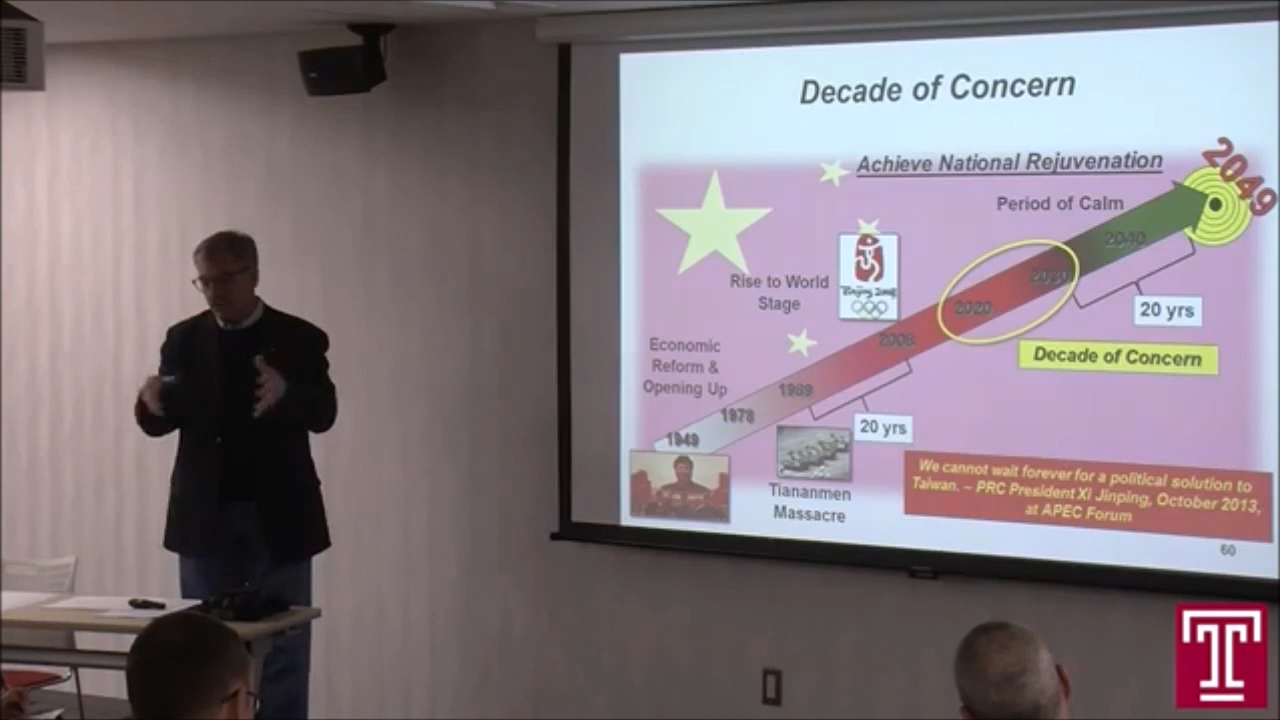 Decade of Concern
Achieve National Rejuvenation
2049
Period of Calm
2040
Rise to World
Stage
Beijing 2008
2030
2020
20 yrs
2008
Decade of Concern
Economic
Reform &
Opening Up
1989
1978
20 yrs
1949
Tiananmen
Massacre
We cannot wait forever for a political solution to
Taiwan. – PRC President XI Jinping, October 2013,
at APEC Forum
60
T